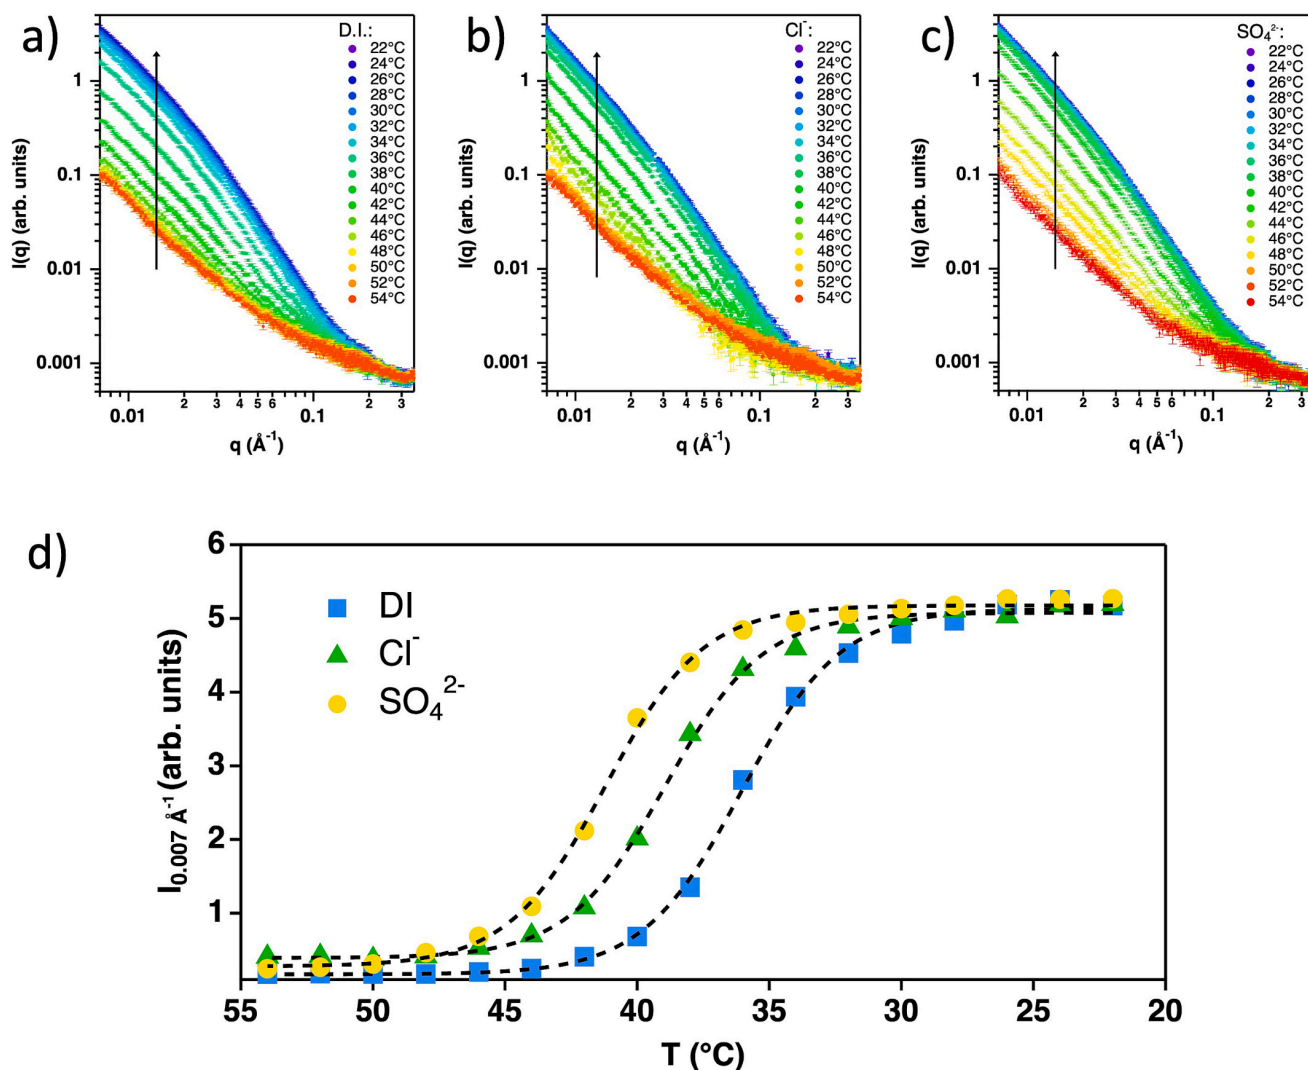 a)
D.I.:
22°C
24°C
26°C
28°C
30°C
32°C
34°C
36°C
38°C
40°C
42°C
44°C
46°C
48°C
50°C
52°C
54°C
1
0.1
0.01
0.001
I(q) (arb. units)
0.01 2 3 4 5 6 0.1 2 3
q (Å⁻¹)
b)
Cl⁻:
22°C
24°C
26°C
28°C
30°C
32°C
34°C
36°C
38°C
40°C
42°C
44°C
46°C
48°C
50°C
52°C
54°C
1
0.1
0.01
0.001
I(q) (arb. units)
0.01 2 3 4 5 6 0.1 2 3
q (Å⁻¹)
c)
SO₄²⁻:
22°C
24°C
26°C
28°C
30°C
32°C
34°C
36°C
38°C
40°C
42°C
44°C
46°C
48°C
50°C
52°C
54°C
1
0.1
0.01
0.001
I(q) (arb. units)
0.01 2 3 4 5 6 0.1 2 3
q (Å⁻¹)
d)
6
5
4
3
2
1
I₀.₀₀₇ Å⁻¹ (arb. units)
DI
Cl⁻
SO₄²⁻
55 50 45 40 35 30 25 20
T (°C)